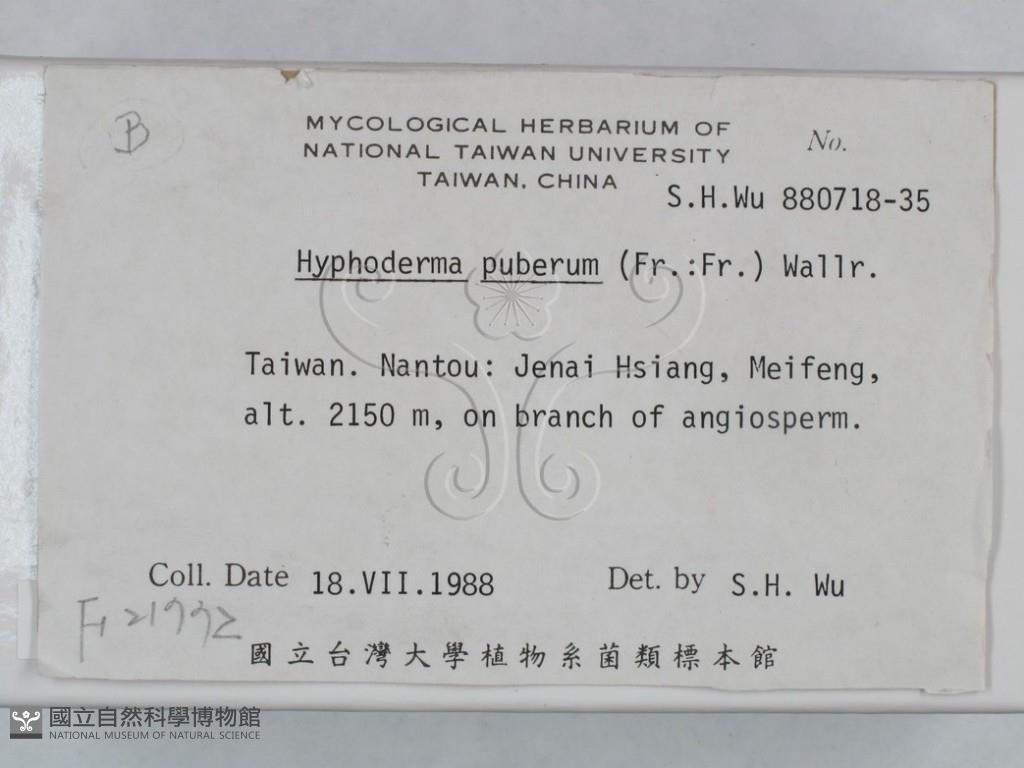 B
MYCOLOGICAL HERBARIUM OF
NATIONAL TAIWAN UNIVERSITY
TAIWAN, CHINA
No.
S.H.Wu 880718-35
Hyphoderma puberum (Fr.:Fr.) Wallr.
Taiwan. Nantou: Jenai Hsiang, Meifeng,
alt. 2150 m, on branch of angiosperm.
Coll. Date 18.VII.1988 Det. by S.H. Wu
國立台灣大學植物系菌類標本館
國立自然科學博物館
NATIONAL MUSEUM OF NATURAL SCIENCE